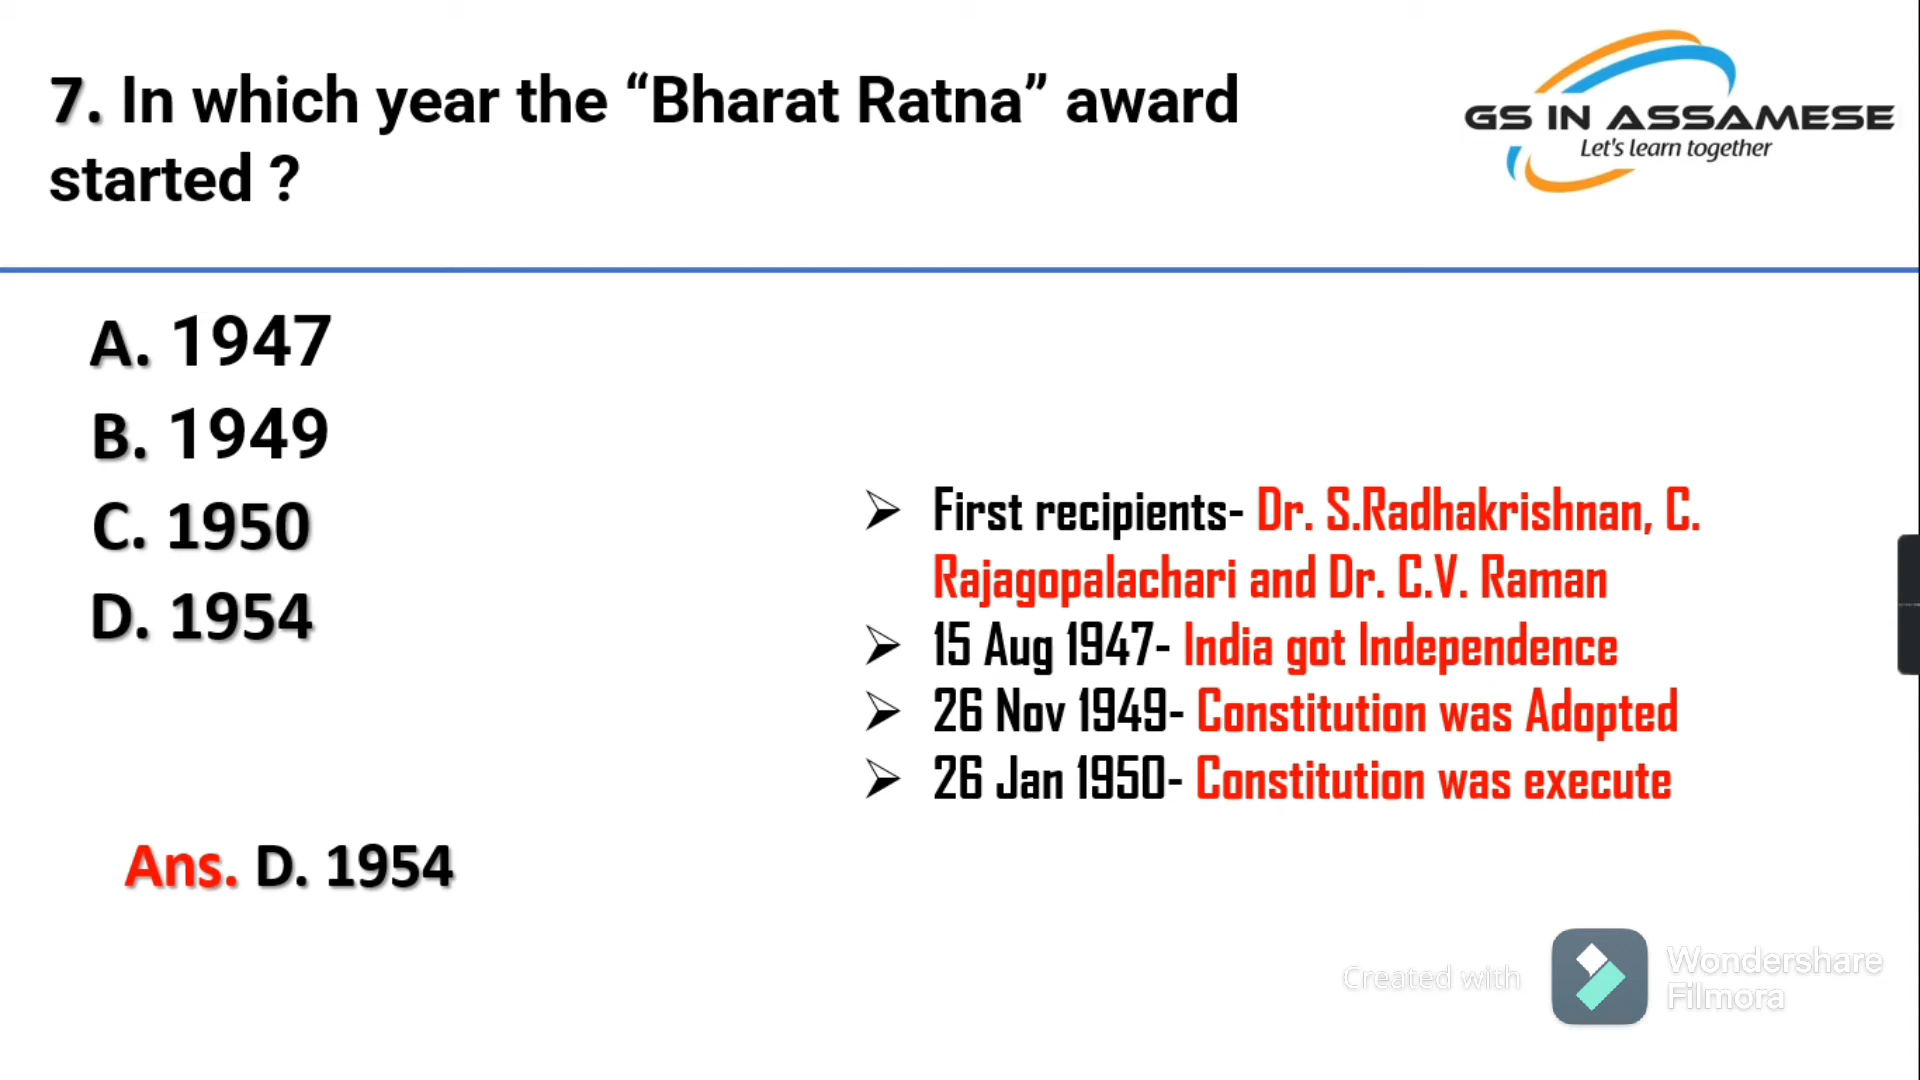 7. In which year the “Bharat Ratna” award
started ?
GS IN ASSAMESE
Let's learn together
A. 1947
B. 1949
C. 1950
D. 1954
➢ First recipients- Dr. S.Radhakrishnan, C.
Rajagopalachari and Dr. C.V. Raman
➢ 15 Aug 1947- India got Independence
➢ 26 Nov 1949- Constitution was Adopted
➢ 26 Jan 1950- Constitution was execute
Ans. D. 1954
Created with
Wondershare
Filmora